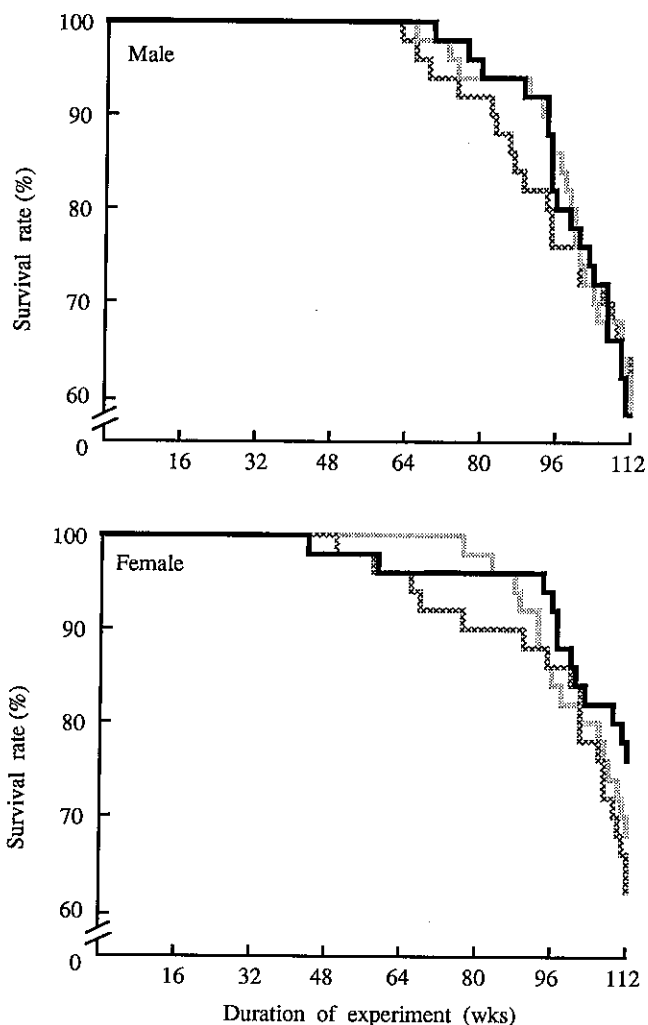 Male
Survival rate (%)
100
90
80
70
60
0
16 32 48 64 80 96 112
Female
Survival rate (%)
100
90
80
70
60
0
16 32 48 64 80 96 112
Duration of experiment (wks)